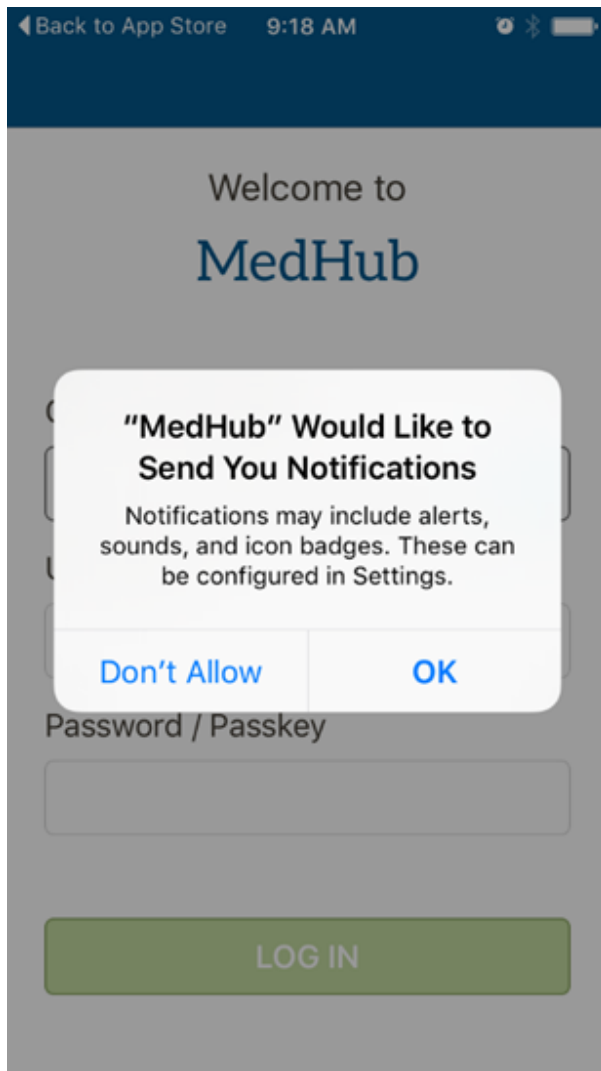 Back to App Store 9:18 AM
Welcome to
MedHub
"MedHub" Would Like to
Send You Notifications
Notifications may include alerts,
sounds, and icon badges. These can
be configured in Settings.
Don't Allow OK
Password / Passkey
LOG IN